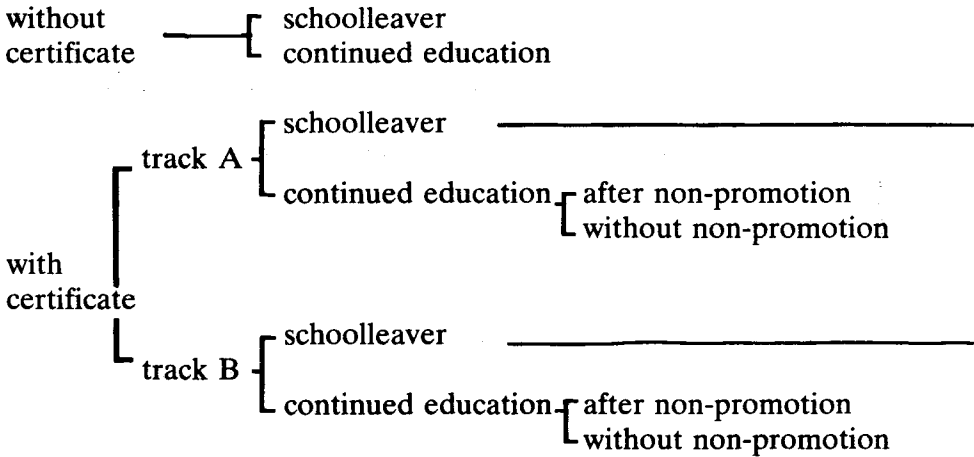 without
certificate
schoolleaver
continued education
with
certificate
track A
schoolleaver
continued education
after non-promotion
without non-promotion
track B
schoolleaver
continued education
after non-promotion
without non-promotion